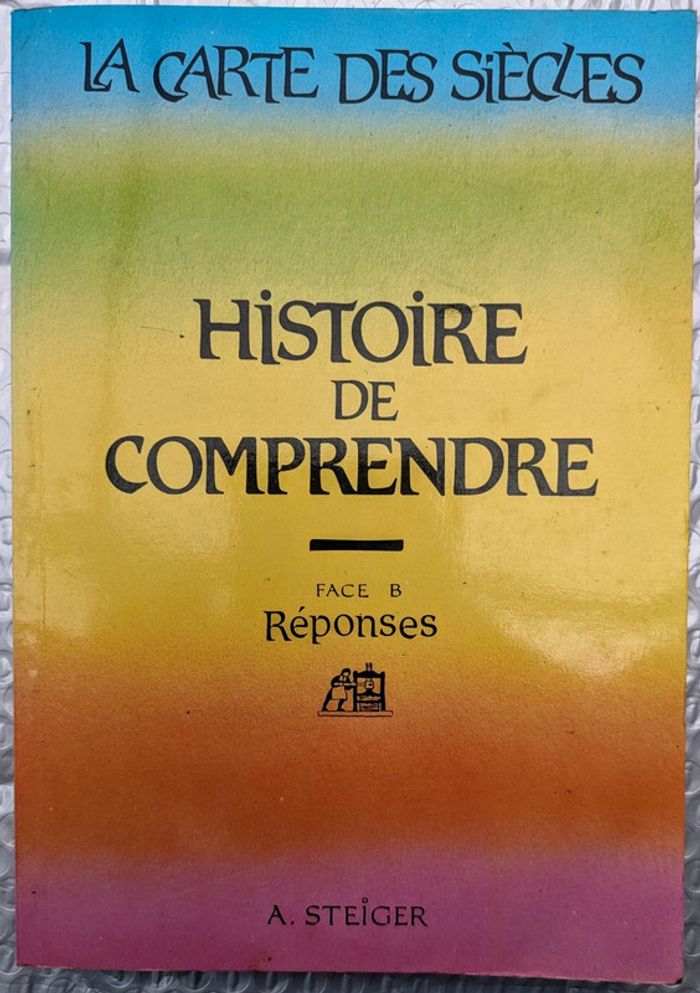 LA CARTE DES SIÈCLES
HISTOIRE
DE
COMPRENDRE
FACE B
Réponses
A. STEIGER